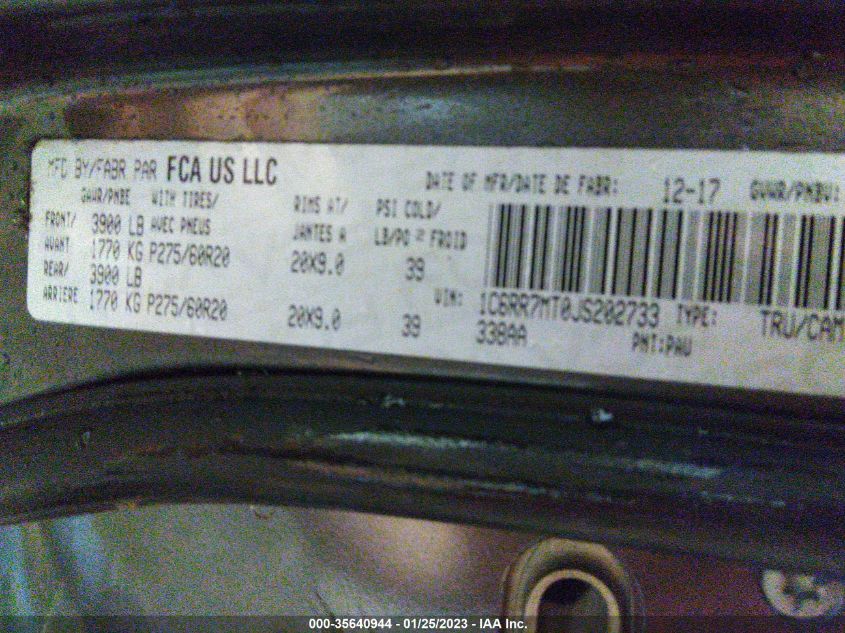 MFD BY/FABR PAR FCA US LLC DATE OF MFR/DATE DE FABR: 12-17 GVWR/PNBV:
GAWR/PNBE WITH TIRES/ RIMS AT/ PSI COLD/
FRONT/ 3900 LB AVEC PNEUS JANTES A LB/PO² FROID
AVANT 1770 KG P275/60R20 20X9.0 39
REAR/ 3900 LB
ARRIERE 1770 KG P275/60R20 20X9.0 39
VIN: 1C6RR7MT0JS202733 TYPE: TRU/CAM
338AA PNT:PAU
000-35640944 - 01/25/2023 - IAA Inc.